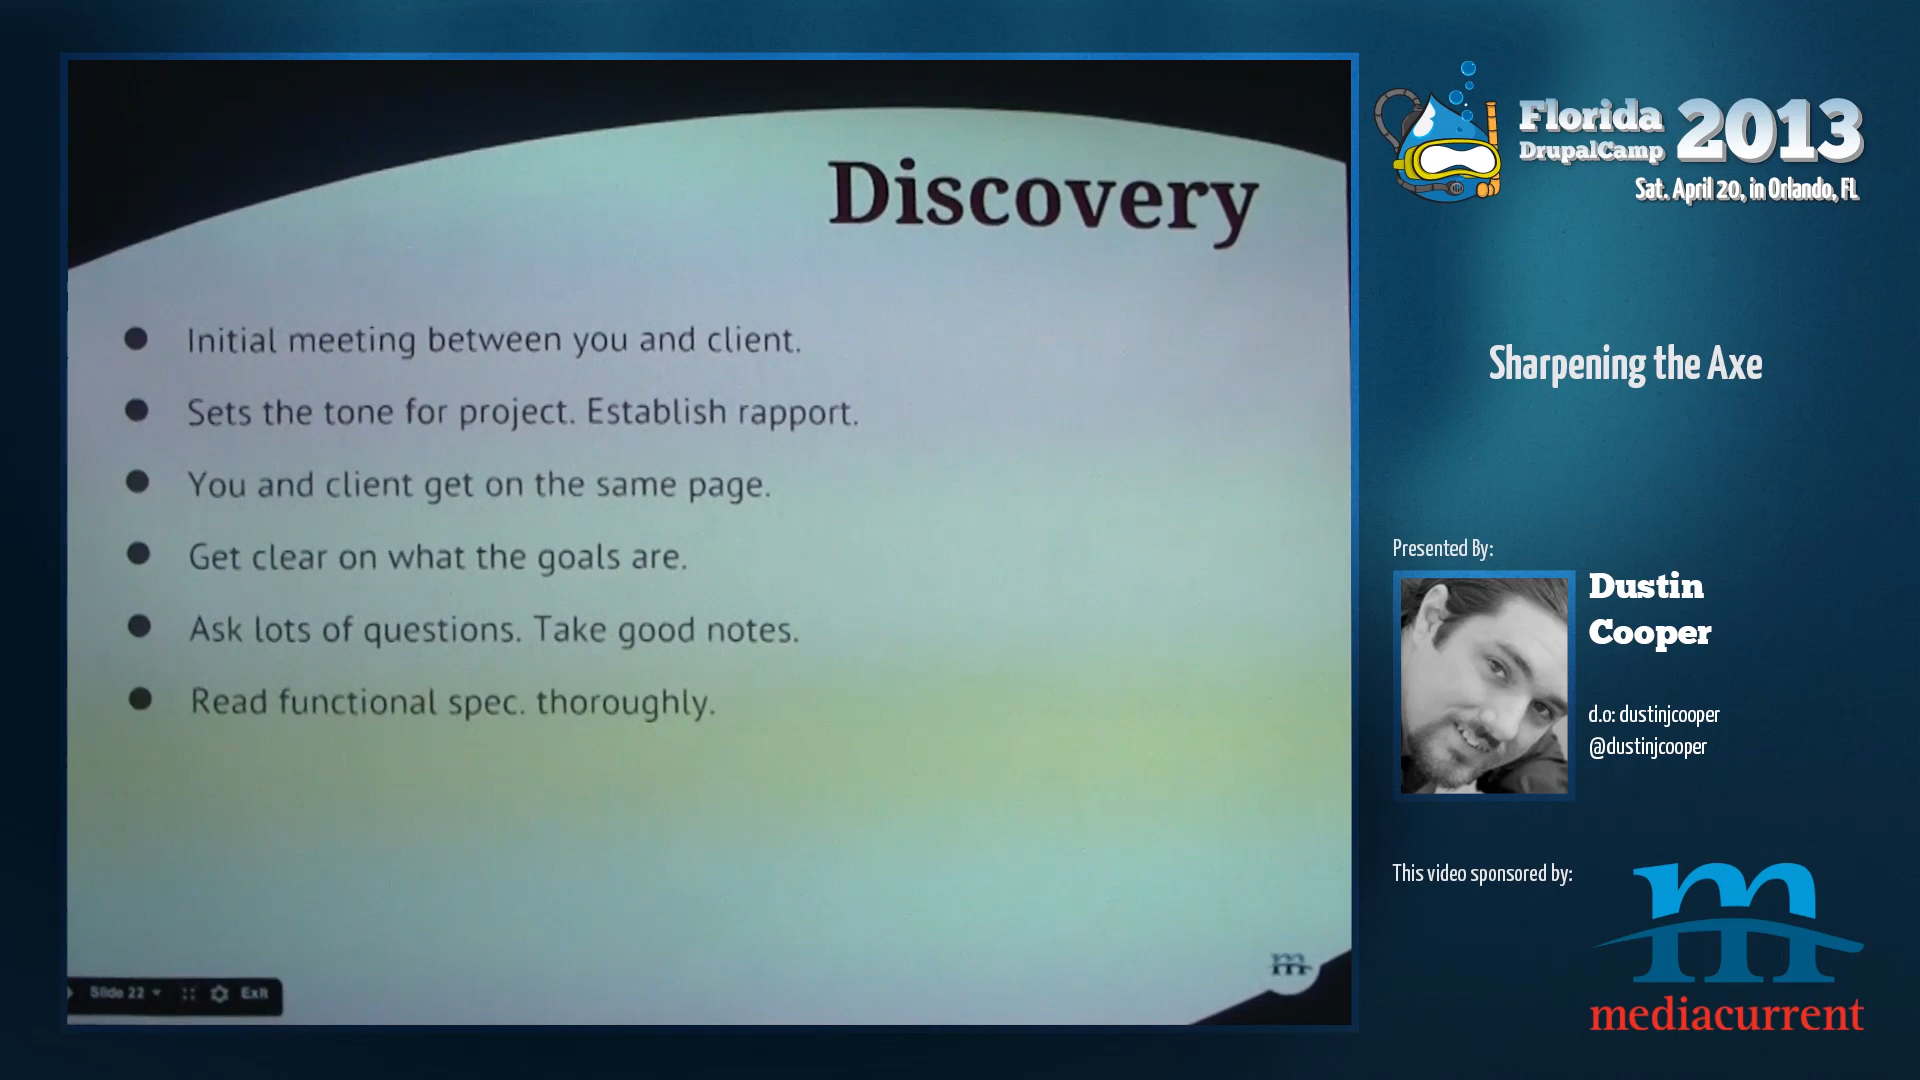 Discovery
Initial meeting between you and client.
Sets the tone for project. Establish rapport.
You and client get on the same page.
Get clear on what the goals are.
Ask lots of questions. Take good notes.
Read functional spec. thoroughly.
m
Slide 22
Exit
Florida
DrupalCamp
2013
Sat. April 20, in Orlando, FL
Sharpening the Axe
Presented By:
Dustin
Cooper
d.o: dustinjcooper
@dustinjcooper
This video sponsored by:
m
mediacurrent